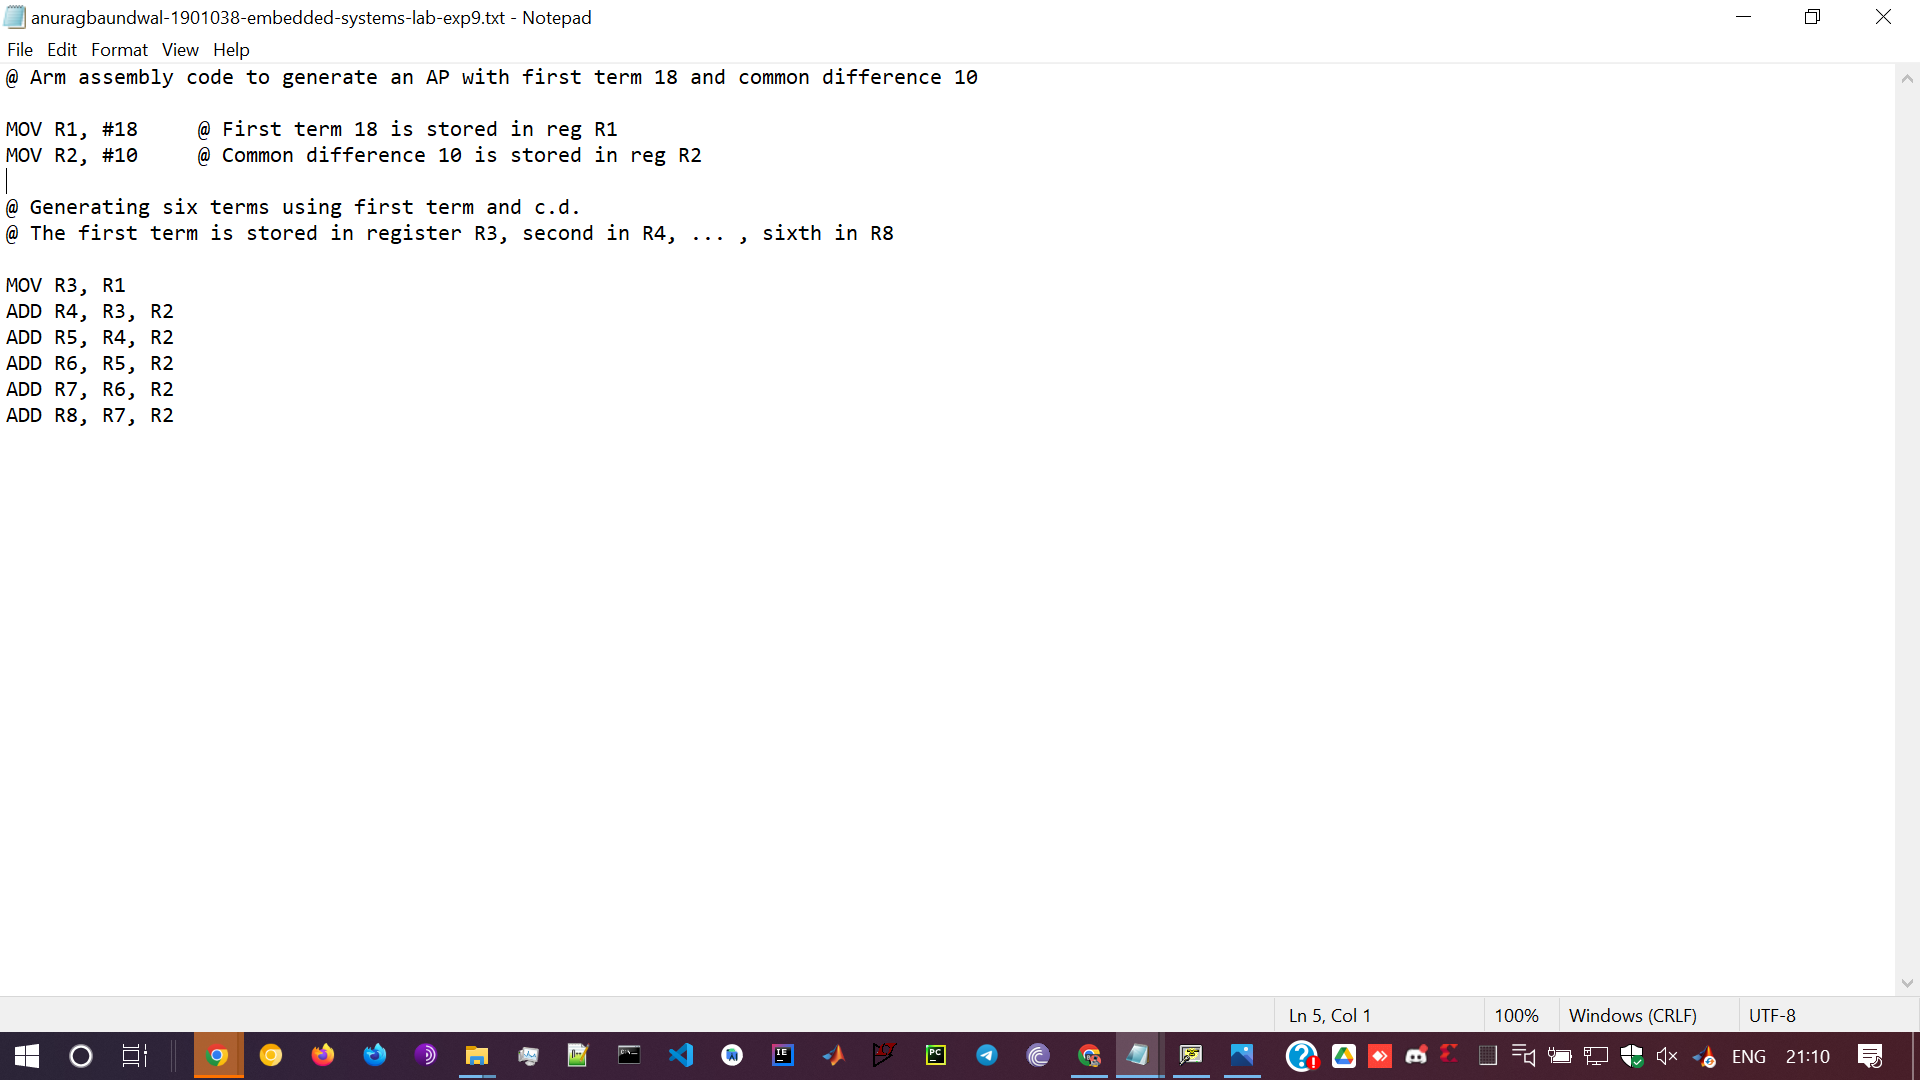 anuragbaundwal-1901038-embedded-systems-lab-exp9.txt - Notepad
File Edit Format View Help
@ Arm assembly code to generate an AP with first term 18 and common difference 10
MOV R1, #18     @ First term 18 is stored in reg R1
MOV R2, #10     @ Common difference 10 is stored in reg R2
@ Generating six terms using first term and c.d.
@ The first term is stored in register R3, second in R4, ... , sixth in R8
MOV R3, R1
ADD R4, R3, R2
ADD R5, R4, R2
ADD R6, R5, R2
ADD R7, R6, R2
ADD R8, R7, R2
Ln 5, Col 1 100% Windows (CRLF) UTF-8
IE PC ENG 21:10